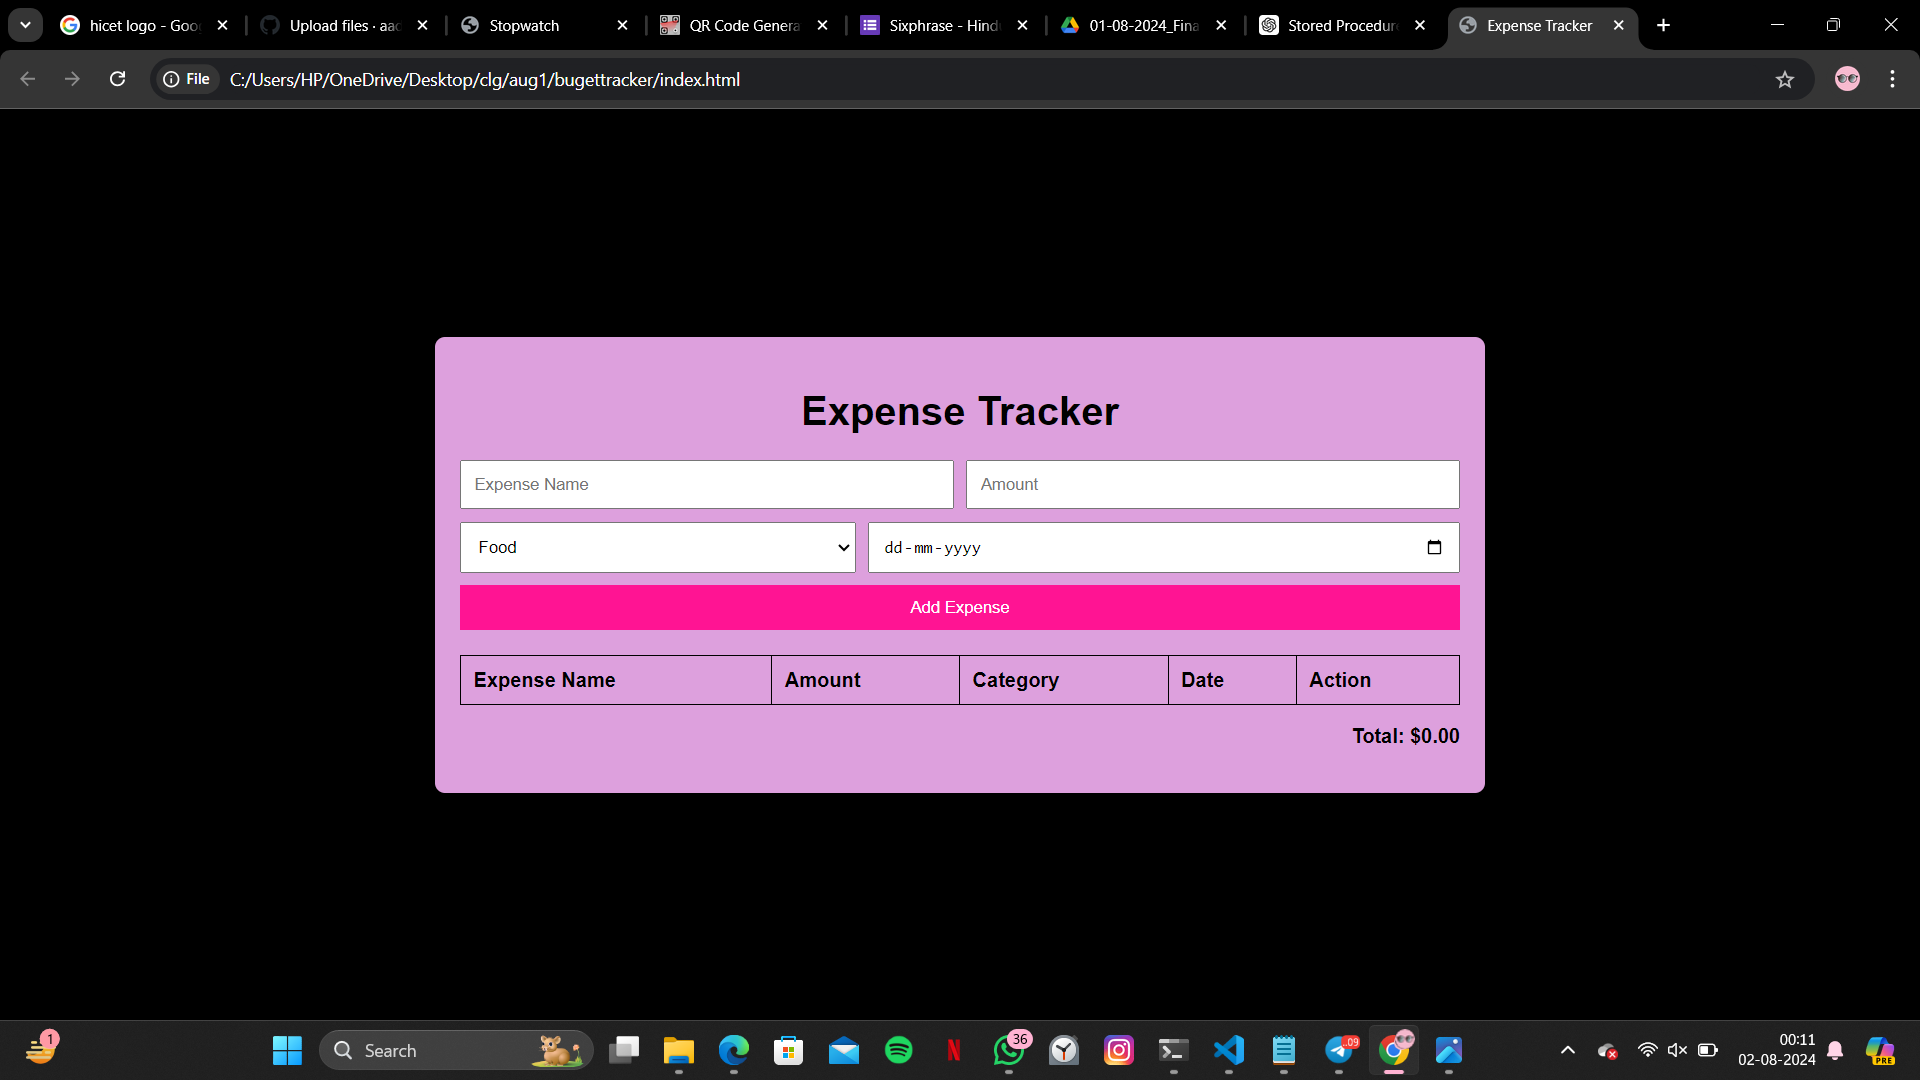 hicet logo - Goo
Upload files · aac
Stopwatch
QR Code Genera
Sixphrase - Hind
01-08-2024_Fina
Stored Procedur
Expense Tracker
File
C:/Users/HP/OneDrive/Desktop/clg/aug1/bugettracker/index.html
Expense Tracker
Expense Name
Amount
Food
dd-mm-yyyy
Add Expense
Expense Name Amount Category Date Action
Total: $0.00
1
Search
36
.09
PRE
00:11
02-08-2024